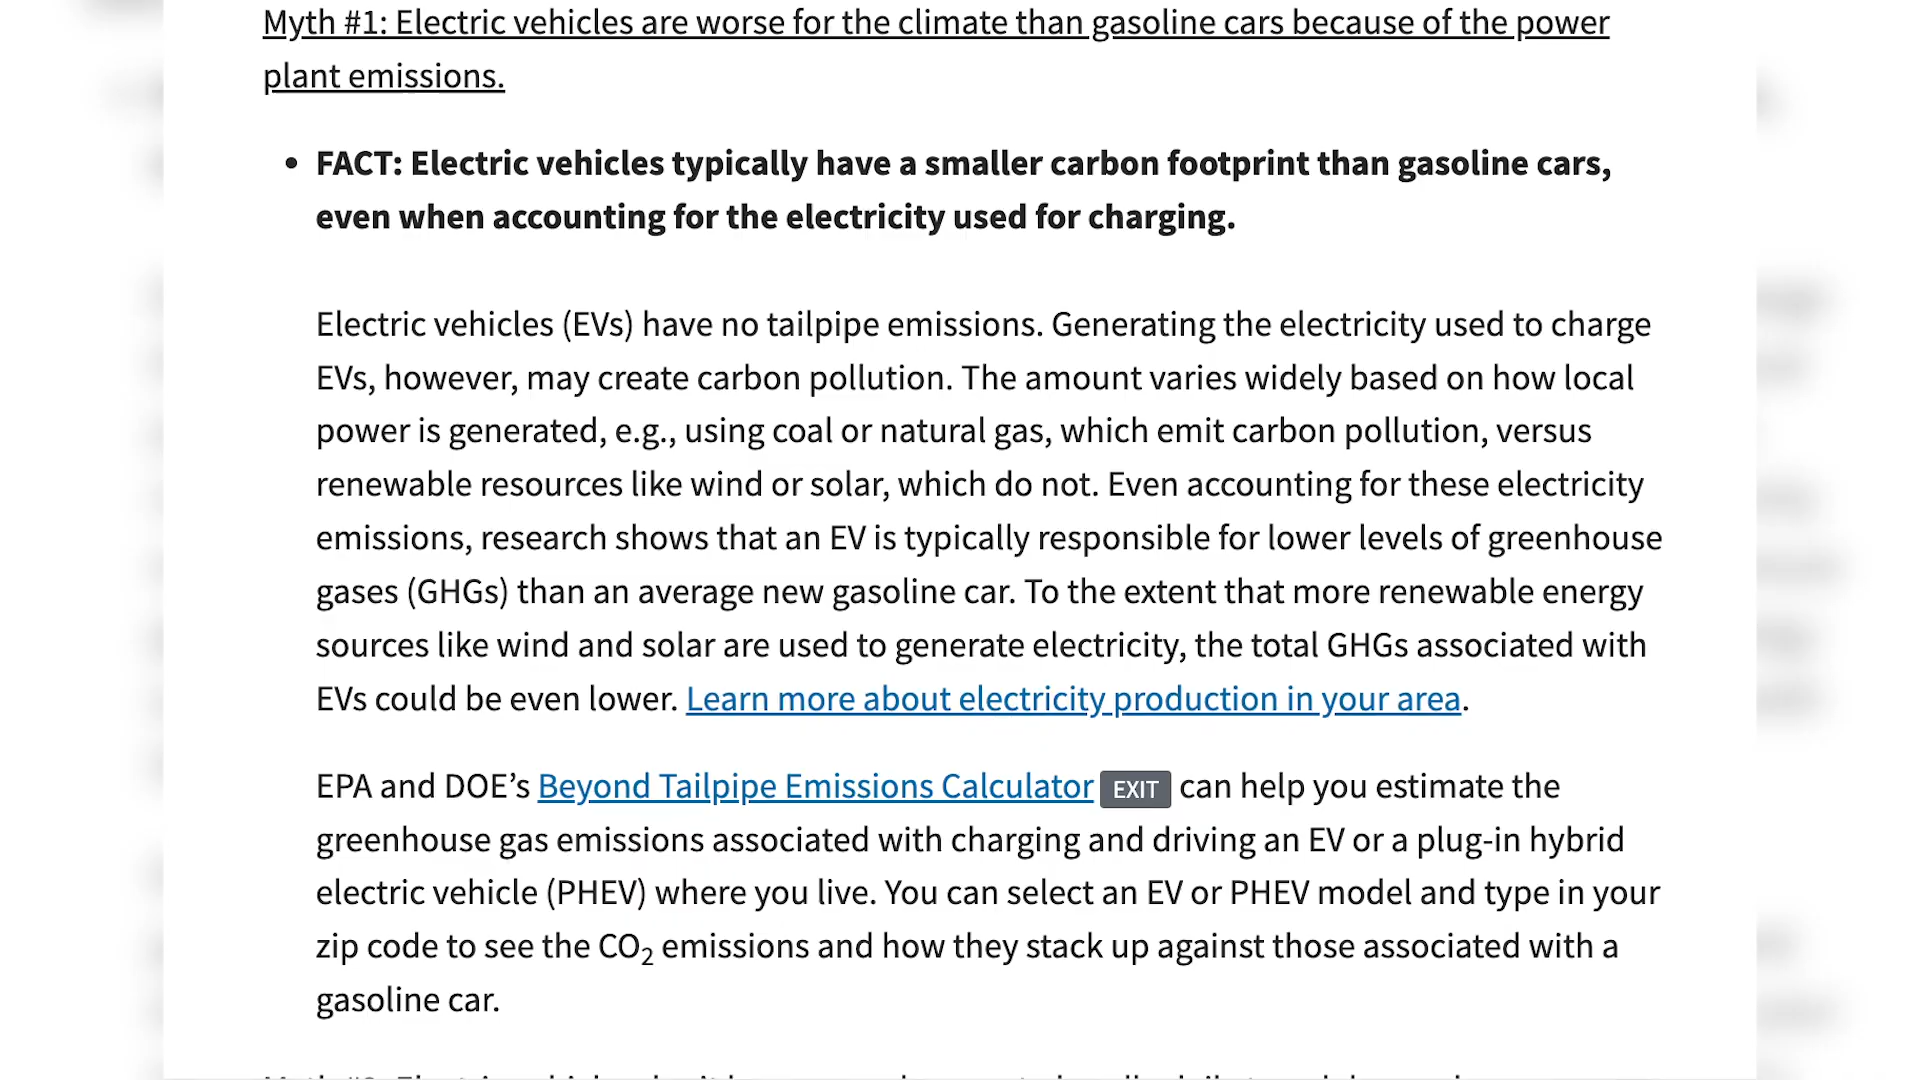 Myth #1: Electric vehicles are worse for the climate than gasoline cars because of the power
plant emissions.
• FACT: Electric vehicles typically have a smaller carbon footprint than gasoline cars,
even when accounting for the electricity used for charging.
Electric vehicles (EVs) have no tailpipe emissions. Generating the electricity used to charge
EVs, however, may create carbon pollution. The amount varies widely based on how local
power is generated, e.g., using coal or natural gas, which emit carbon pollution, versus
renewable resources like wind or solar, which do not. Even accounting for these electricity
emissions, research shows that an EV is typically responsible for lower levels of greenhouse
gases (GHGs) than an average new gasoline car. To the extent that more renewable energy
sources like wind and solar are used to generate electricity, the total GHGs associated with
EVs could be even lower. Learn more about electricity production in your area.
EPA and DOE’s Beyond Tailpipe Emissions Calculator EXIT can help you estimate the
greenhouse gas emissions associated with charging and driving an EV or a plug-in hybrid
electric vehicle (PHEV) where you live. You can select an EV or PHEV model and type in your
zip code to see the CO₂ emissions and how they stack up against those associated with a
gasoline car.